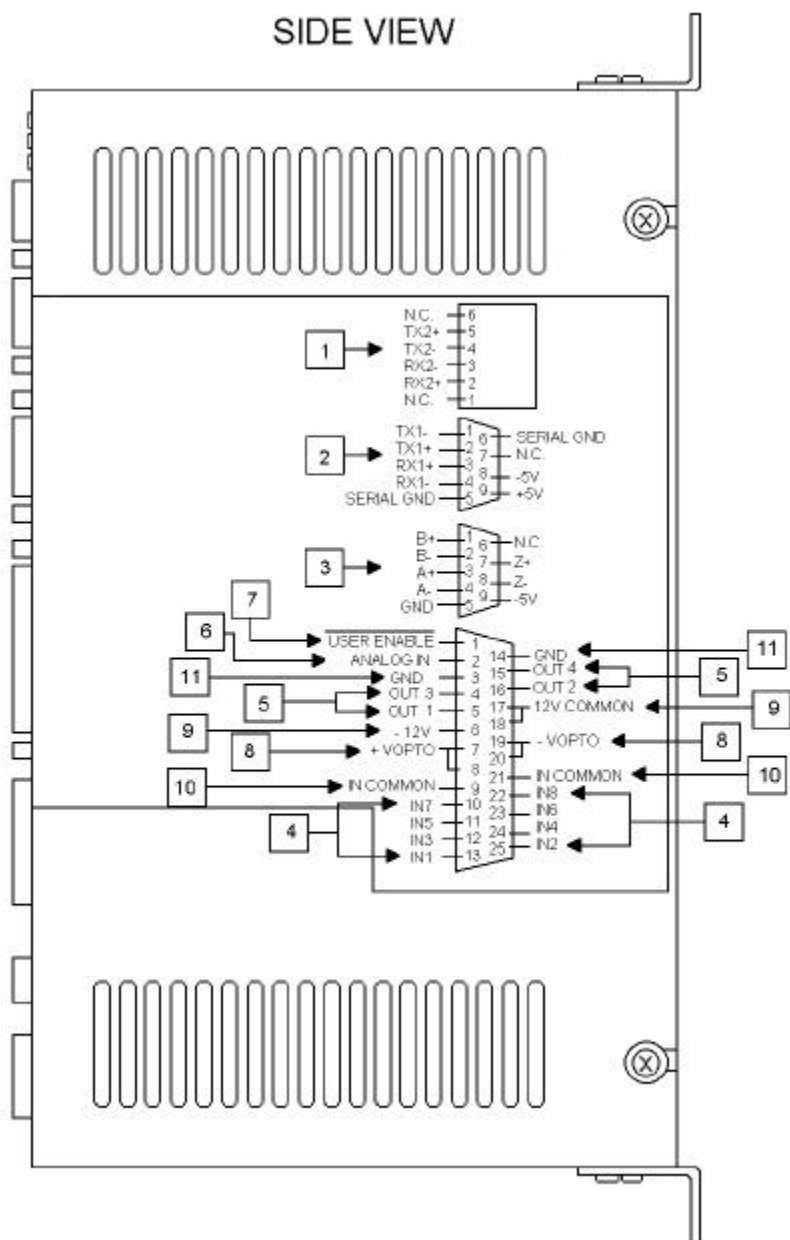 SIDE VIEW
N.C. 6
TX2+ 5
1 TX2- 4
RX2- 3
RX2+ 2
N.C. 1
TX1- 1 6 SERIAL GND
2 TX1+ 2 7 N.C.
RX1+ 3 8 -5V
RX1- 4 9 +5V
SERIAL GND 5
B+ 1 6 N.C
B- 2 7 Z+
3 A+ 3 8 Z-
A- 4 9 -5V
GND 5
7 USER ENABLE 1
6 ANALOG IN 2 14 GND 11
11 GND 3 15 OUT 4
5 OUT 3 4 16 OUT 2 5
OUT 1 5 17 12V COMMON 9
9 - 12V 6 18
8 + VOPTO 7 19 - VOPTO 8
8 20
10 IN COMMON 9 21 IN COMMON 10
IN7 10 22 IN8
4 IN5 11 23 IN6 4
IN3 12 24 IN4
IN1 13 25 IN2